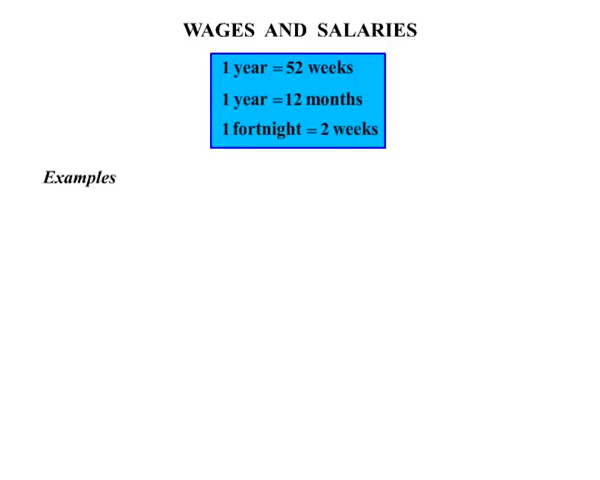 WAGES AND SALARIES
1 year = 52 weeks
1 year = 12 months
1 fortnight = 2 weeks
Examples